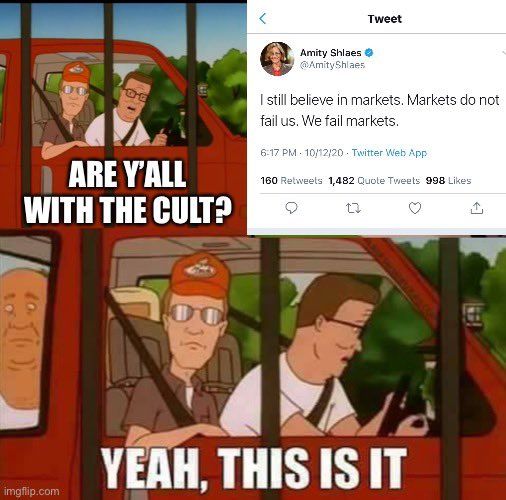 Tweet
Amity Shlaes
@AmityShlaes
I still believe in markets. Markets do not
fail us. We fail markets.
6:17 PM · 10/12/20 · Twitter Web App
160 Retweets 1,482 Quote Tweets 998 Likes
ARE Y'ALL
WITH THE CULT?
YEAH, THIS IS IT
imgflip.com